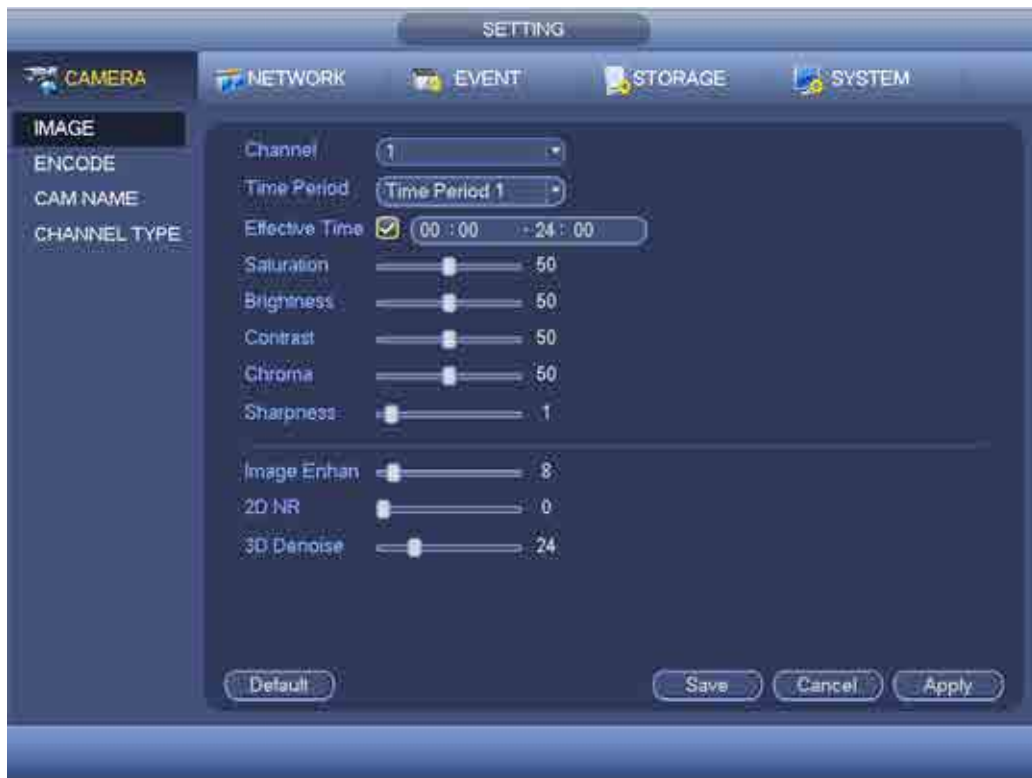 SETTING
CAMERA NETWORK EVENT STORAGE SYSTEM
IMAGE
ENCODE
CAM NAME
CHANNEL TYPE
Channel 1
Time Period Time Period 1
Effective Time 00 :00 - 24: 00
Saturation 50
Brightness 50
Contrast 50
Chroma 50
Sharpness 1
Image Enhan 8
2D NR 0
3D Denoise 24
Default Save Cancel Apply